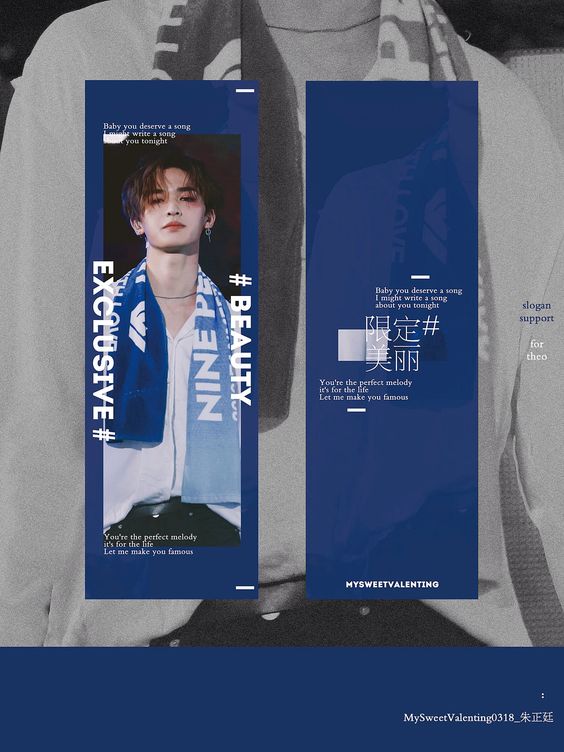 Baby you deserve a song
I might write a song
about you tonight
EXCLUSIVE #
# BEAUTY
NINE PE
You're the perfect melody
it's for the life
Let me make you famous
Baby you deserve a song
I might write a song
about you tonight
限定#
美丽
You're the perfect melody
it's for the life
Let me make you famous
MYSWEETVALENTING
slogan
support
for
theo
:
MySweetValenting0318_朱正廷